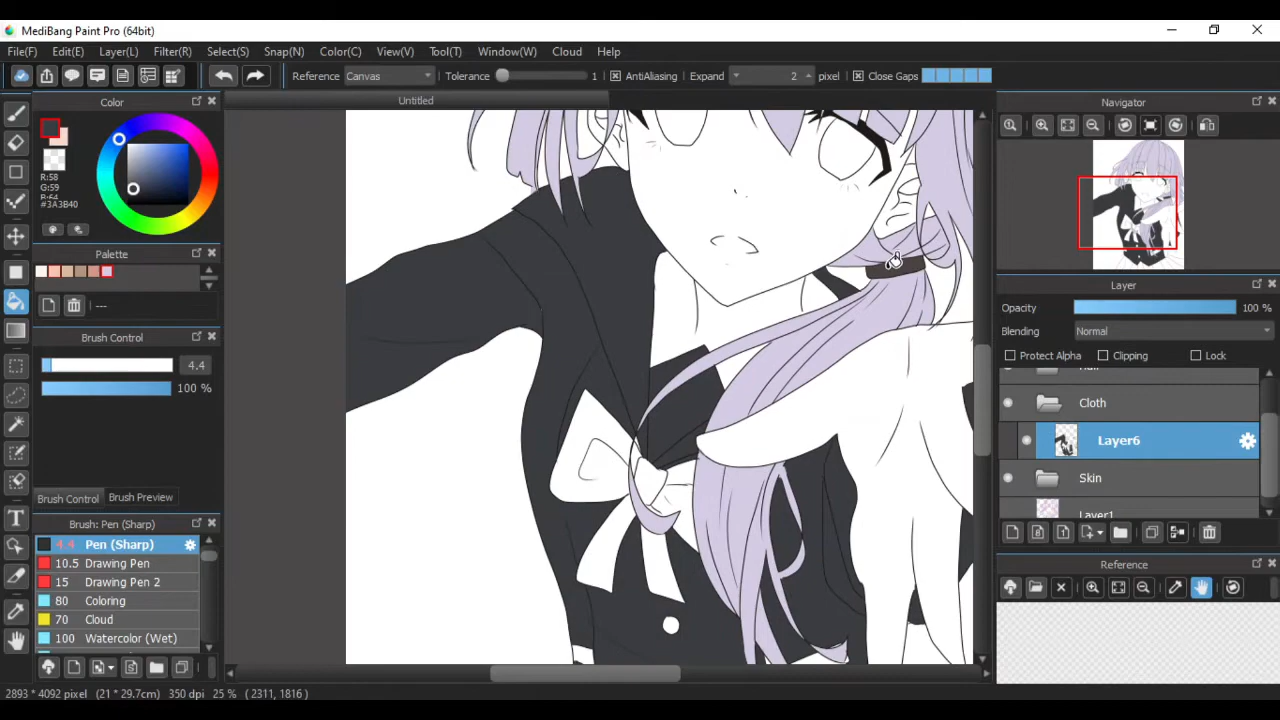 MediBang Paint Pro (64bit)
File(F) Edit(E) Layer(L) Filter(R) Select(S) Snap(N) Color(C) View(V) Tool(T) Window(W) Cloud Help
Reference Canvas Tolerance 1 AntiAliasing Expand 2 pixel Close Gaps
Color
Untitled
Navigator
R:58
G:59
B:64
#3A3B40
Palette
---
Brush Control
4.4
100 %
Brush Control Brush Preview
Brush: Pen (Sharp)
4.4 Pen (Sharp)
10.5 Drawing Pen
15 Drawing Pen 2
80 Coloring
70 Cloud
100 Watercolor (Wet)
Layer
Opacity 100 %
Blending Normal
Protect Alpha Clipping Lock
Hair
Cloth
Layer6
Skin
Layer1
Reference
2893 * 4092 pixel (21 * 29.7cm) 350 dpi 25 % ( 2311, 1816 )